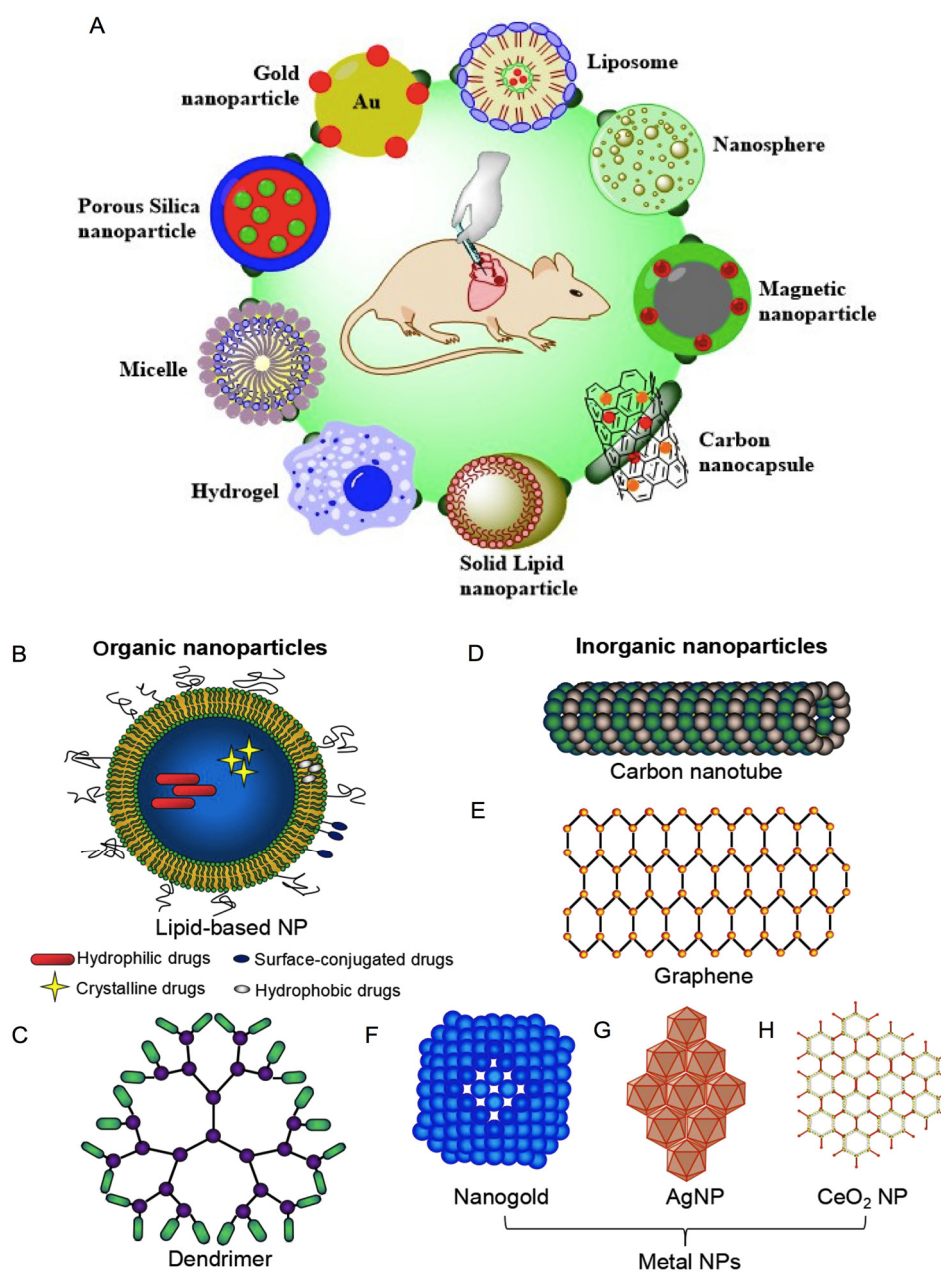 A
Gold
nanoparticle
Au
Liposome
Nanosphere
Porous Silica
nanoparticle
Magnetic
nanoparticle
Micelle
Carbon
nanocapsule
Hydrogel
Solid Lipid
nanoparticle
B
Organic nanoparticles
Lipid-based NP
Hydrophilic drugs
Surface-conjugated drugs
Crystalline drugs
Hydrophobic drugs
C
Dendrimer
D
Inorganic nanoparticles
Carbon nanotube
E
Graphene
F
G
H
Nanogold
AgNP
CeO₂ NP
Metal NPs